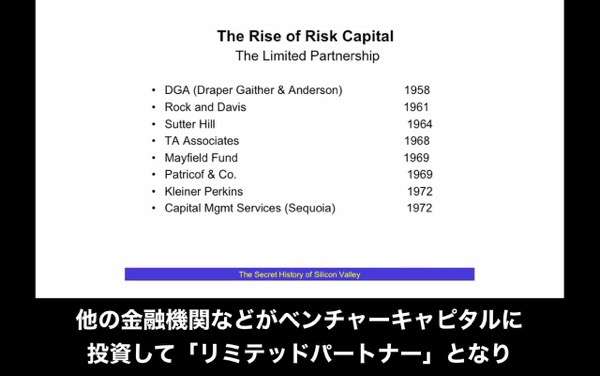 The Rise of Risk Capital
The Limited Partnership
• DGA (Draper Gaither & Anderson) 1958
• Rock and Davis 1961
• Sutter Hill 1964
• TA Associates 1968
• Mayfield Fund 1969
• Patricof & Co. 1969
• Kleiner Perkins 1972
• Capital Mgmt Services (Sequoia) 1972
The Secret History of Silicon Valley
他の金融機関などがベンチャーキャピタルに
投資して「リミテッドパートナー」となり